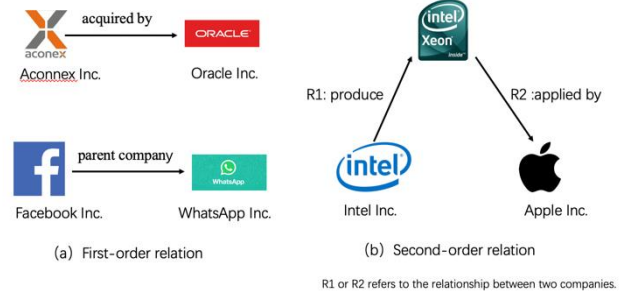 acquired by
aconex
ORACLE
Aconnex Inc.
Oracle Inc.
parent company
WhatsApp
Facebook Inc.
WhatsApp Inc.
(a) First-order relation
intel
Xeon
inside
R1: produce
R2 :applied by
intel
Intel Inc.
Apple Inc.
(b) Second-order relation
R1 or R2 refers to the relationship between two companies.